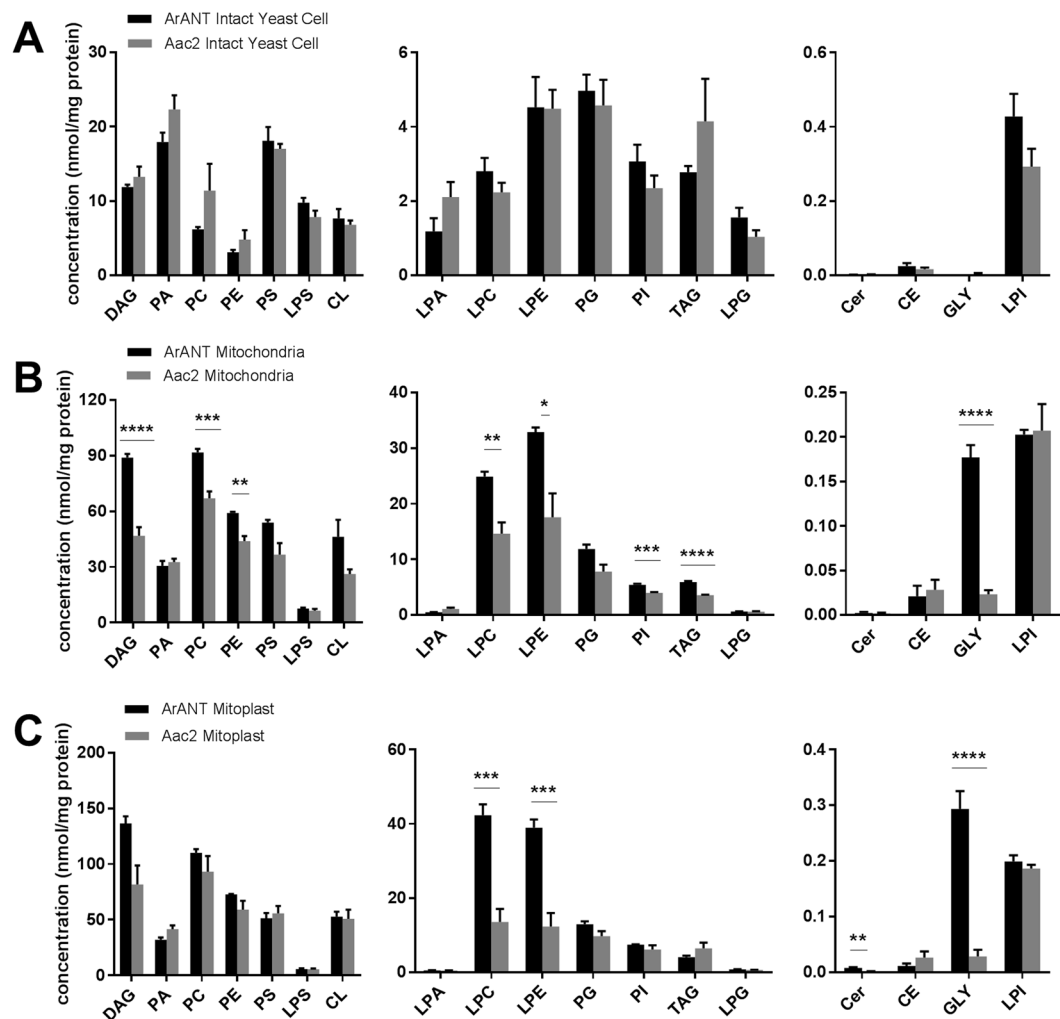 A
ArANT Intact Yeast Cell
Aac2 Intact Yeast Cell
concentration (nmol/mg protein)
30
20
10
0
DAG PA PC PE PS LPS CL
6
4
2
0
LPA LPC LPE PG PI TAG LPG
0.6
0.4
0.2
0.0
Cer CE GLY LPI
B
ArANT Mitochondria
Aac2 Mitochondria
concentration (nmol/mg protein)
120
90
60
30
0
**** *** **
DAG PA PC PE PS LPS CL
40
30
20
10
0
** * *** ****
LPA LPC LPE PG PI TAG LPG
0.25
0.20
0.15
0.10
0.05
0.00
****
Cer CE GLY LPI
C
ArANT Mitoplast
Aac2 Mitoplast
concentration (nmol/mg protein)
200
150
100
50
0
DAG PA PC PE PS LPS CL
60
40
20
0
*** ***
LPA LPC LPE PG PI TAG LPG
0.4
0.3
0.2
0.1
0.0
** ****
Cer CE GLY LPI